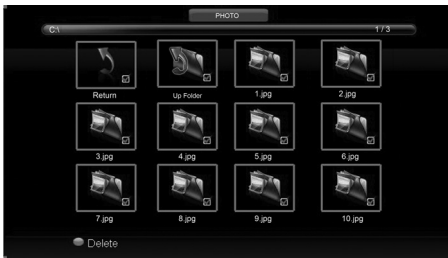 PHOTO
C:\ 1 / 3
Return Up Folder 1.jpg 2.jpg
3.jpg 4.jpg 5.jpg 6.jpg
7.jpg 8.jpg 9.jpg 10.jpg
Delete